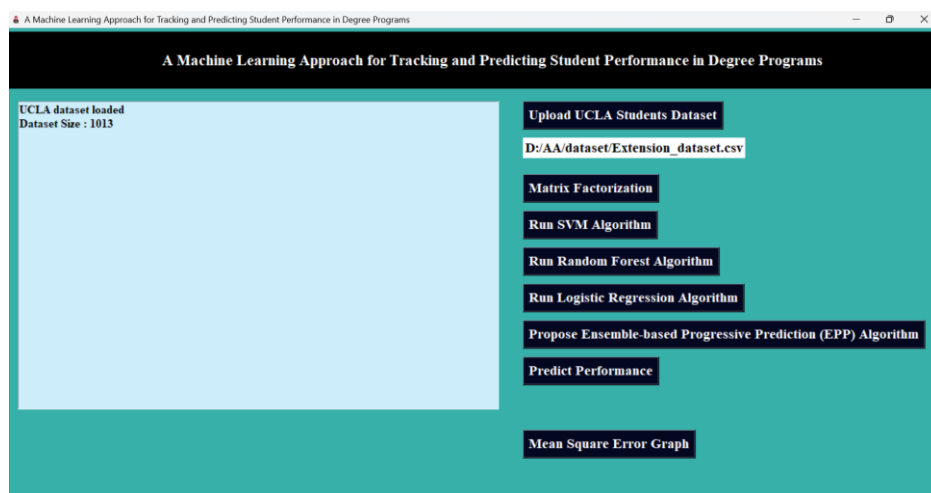 A Machine Learning Approach for Tracking and Predicting Student Performance in Degree Programs
A Machine Learning Approach for Tracking and Predicting Student Performance in Degree Programs
UCLA dataset loaded
Dataset Size : 1013
Upload UCLA Students Dataset
D:/AA/dataset/Extension_dataset.csv
Matrix Factorization
Run SVM Algorithm
Run Random Forest Algorithm
Run Logistic Regression Algorithm
Propose Ensemble-based Progressive Prediction (EPP) Algorithm
Predict Performance
Mean Square Error Graph